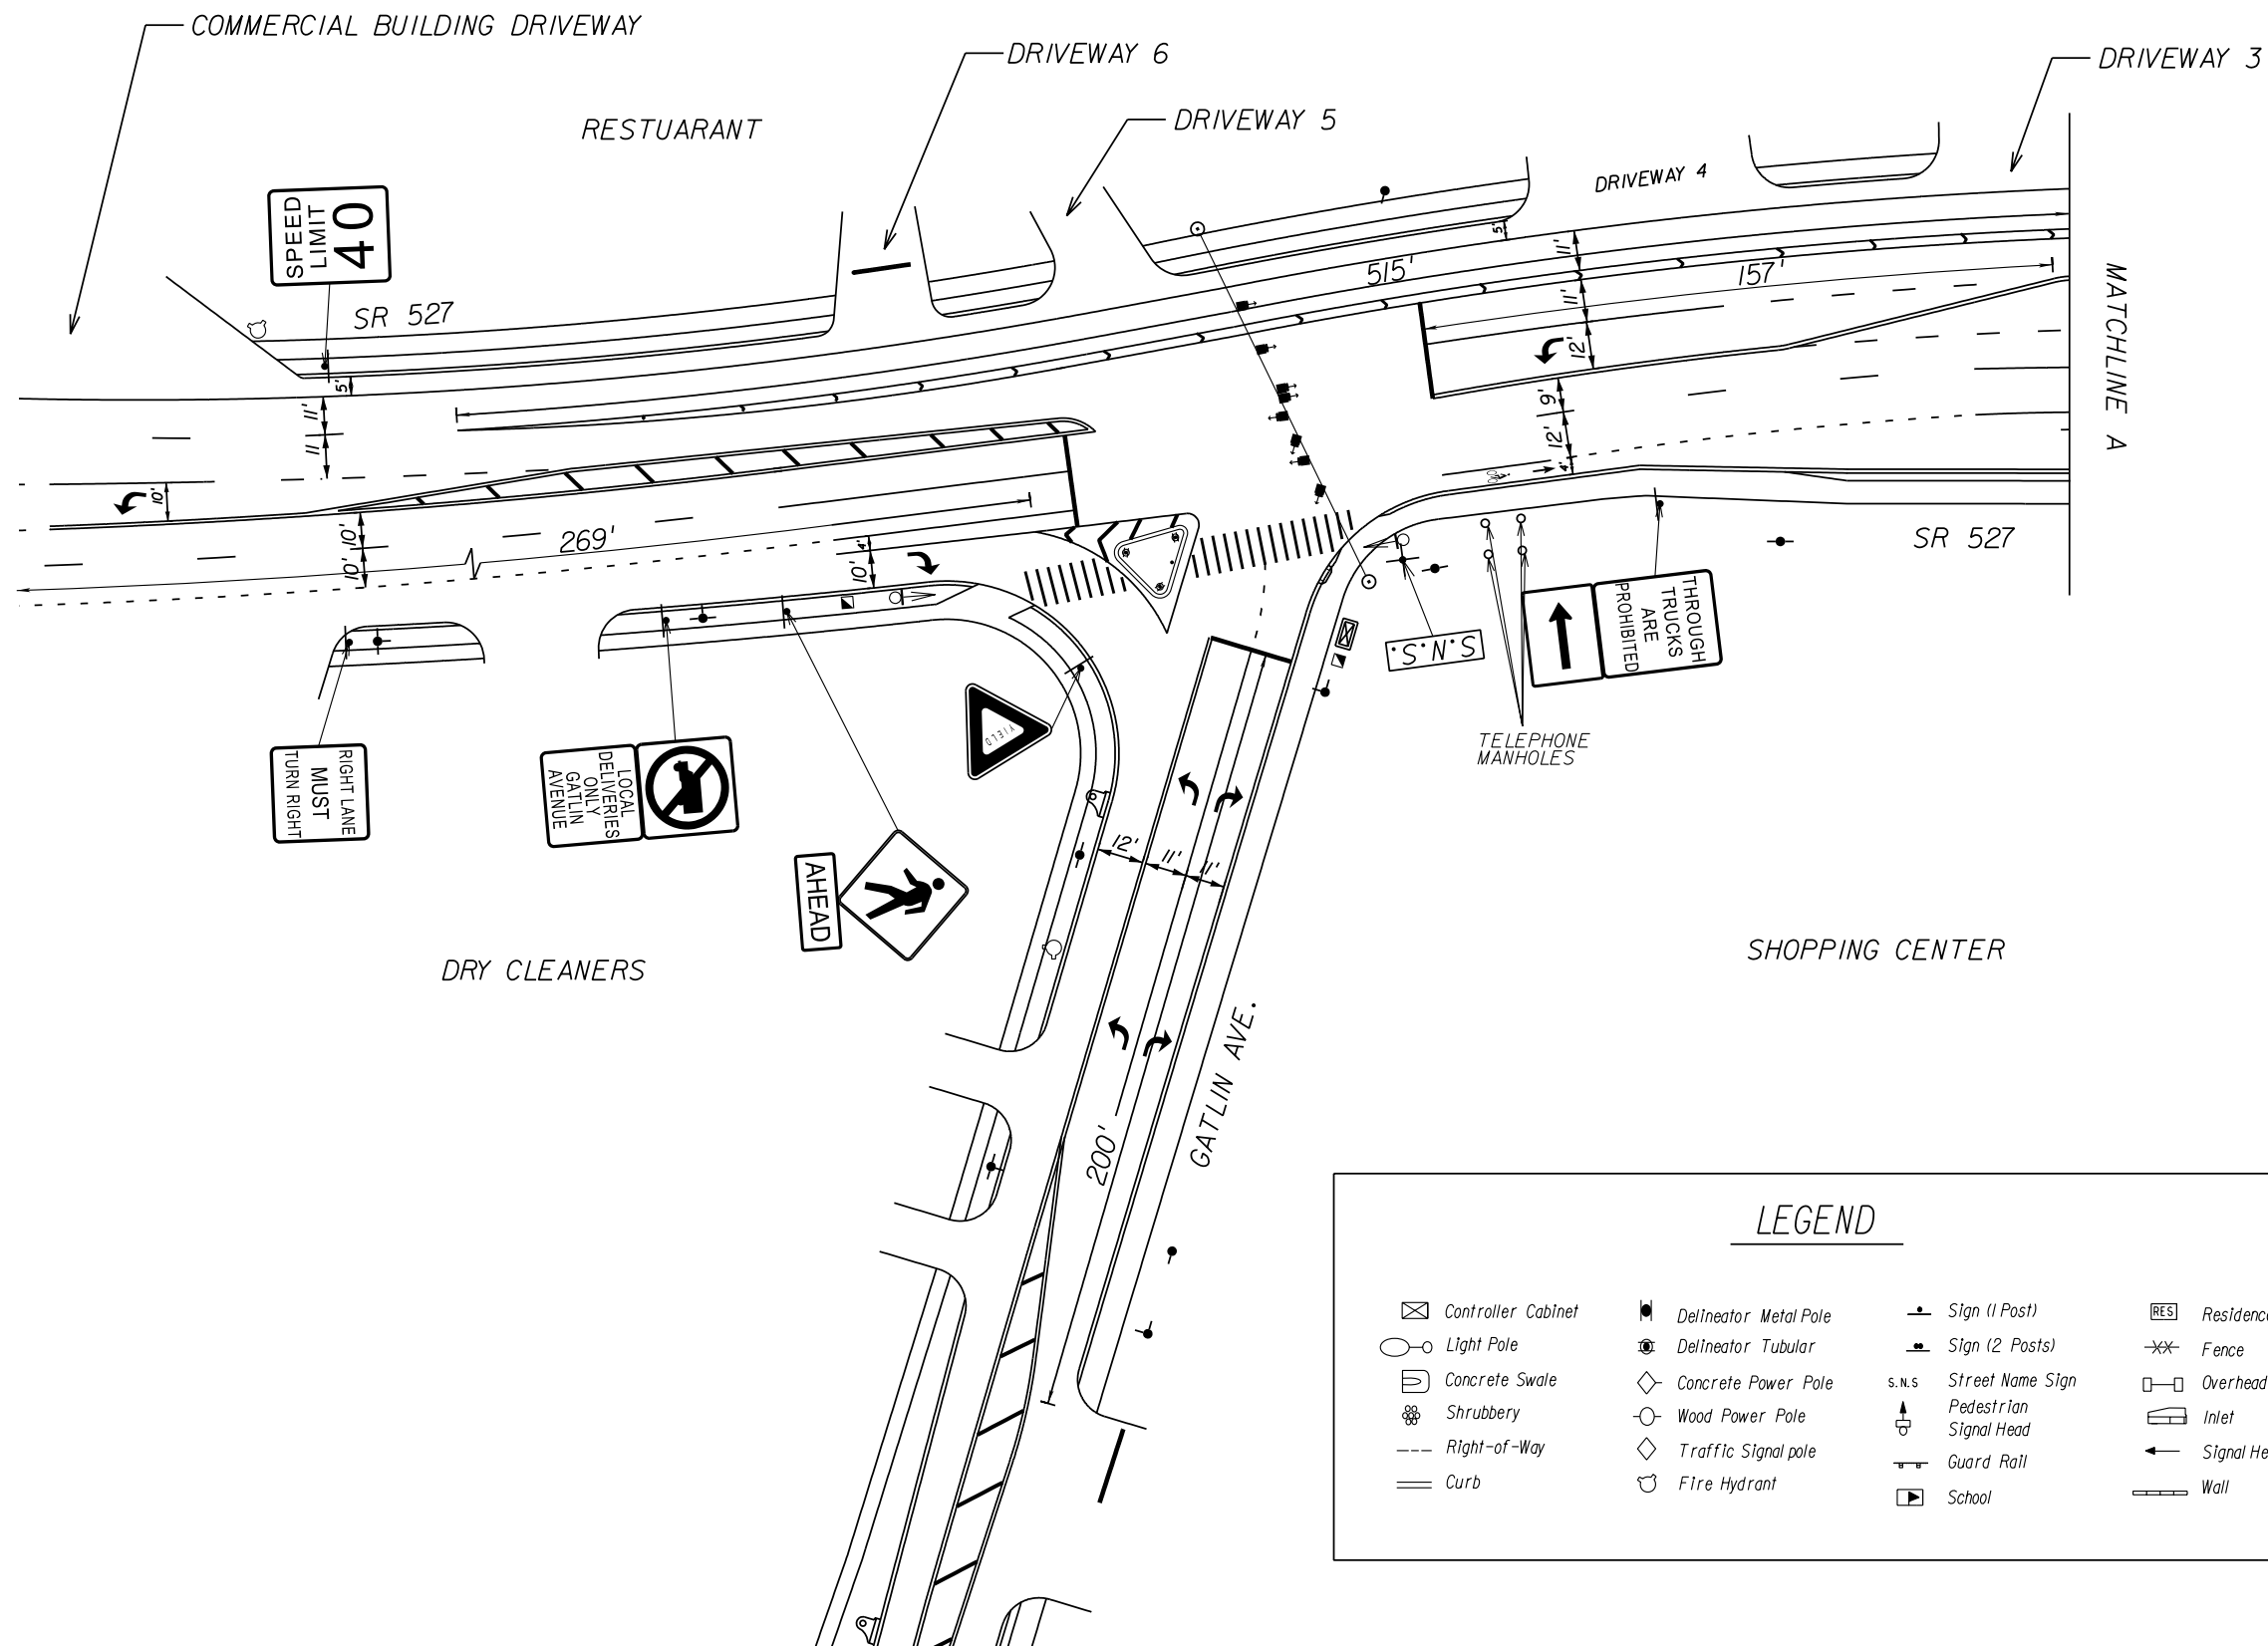 COMMERCIAL BUILDING DRIVEWAY
DRIVEWAY 6
DRIVEWAY 3
DRIVEWAY 5
RESTUARANT
DRIVEWAY 4
SPEED
LIMIT
40
SR 527
5'
11'
515'
157'
MATCHLINE A
5'
11'
11
11'
12'
9'
12'
4'
10'
10'
10'
269'
4'
10'
SR 527
S.N.S.
THROUGH
TRUCKS
ARE
PROHIBITED
TELEPHONE
MANHOLES
YIELD
RIGHT LANE
MUST
TURN RIGHT
LOCAL
DELIVERIES
ONLY
GATLIN
AVENUE
AHEAD
12'
11'
11'
DRY CLEANERS
SHOPPING CENTER
GATLIN AVE.
200'
LEGEND
Controller Cabinet
Light Pole
Concrete Swale
Shrubbery
Right-of-Way
Curb
Delineator Metal Pole
Delineator Tubular
Concrete Power Pole
Wood Power Pole
Traffic Signal pole
Fire Hydrant
Sign (1 Post)
Sign (2 Posts)
S.N.S Street Name Sign
Pedestrian
Signal Head
Guard Rail
School
RES Residence
Fence
Overhead
Inlet
Signal He
Wall